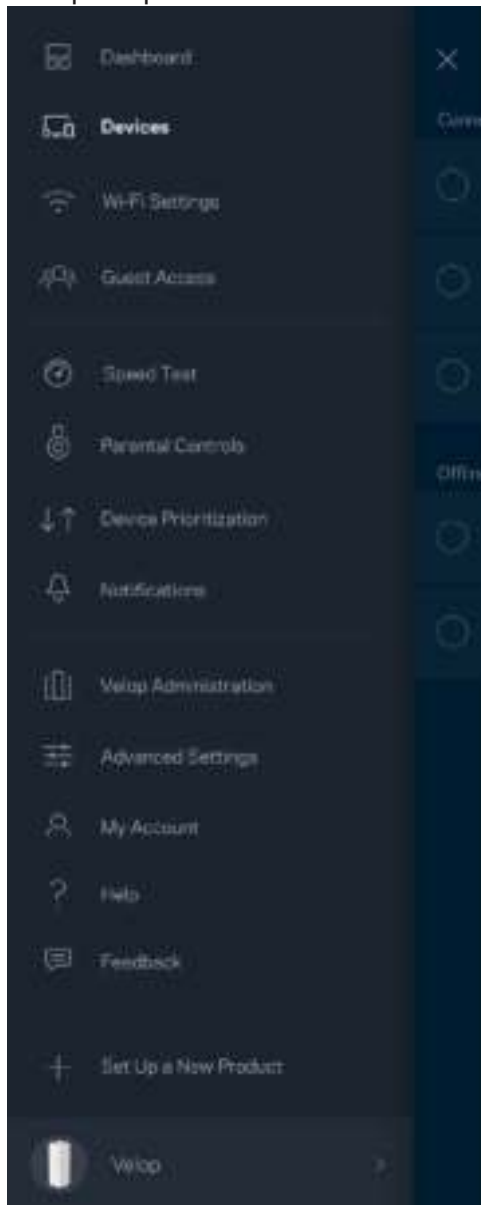 Dashboard
Devices
Wi-Fi Settings
Guest Access
Speed Test
Parental Controls
Device Prioritization
Notifications
Velop Administration
Advanced Settings
My Account
Help
Feedback
Set Up a New Product
Velop